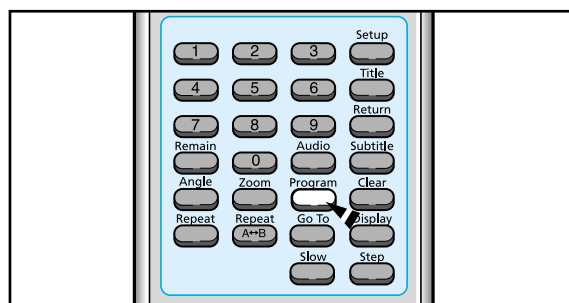 Setup
1 2 3
Title
4 5 6
Return
7 8 9
Remain Audio Subtitle
0
Angle Zoom Program Clear
Repeat Repeat Go To Display
A↔B
Slow Step